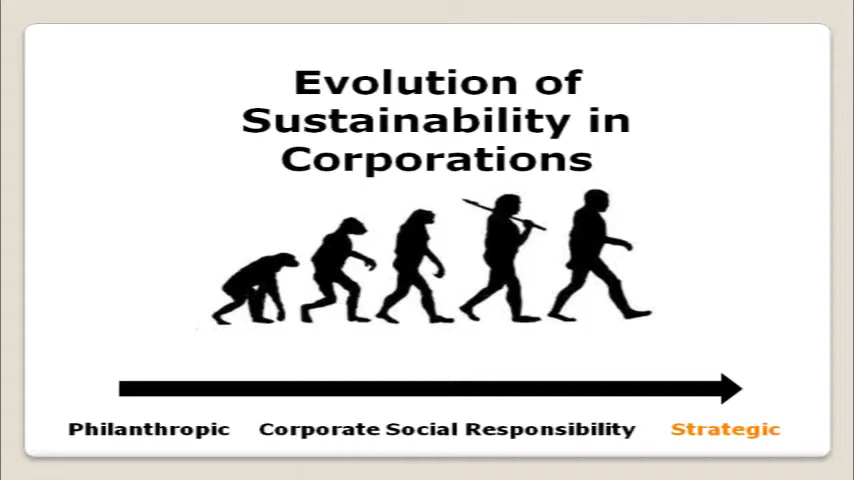 Evolution of
Sustainability in
Corporations
Philanthropic Corporate Social Responsibility Strategic